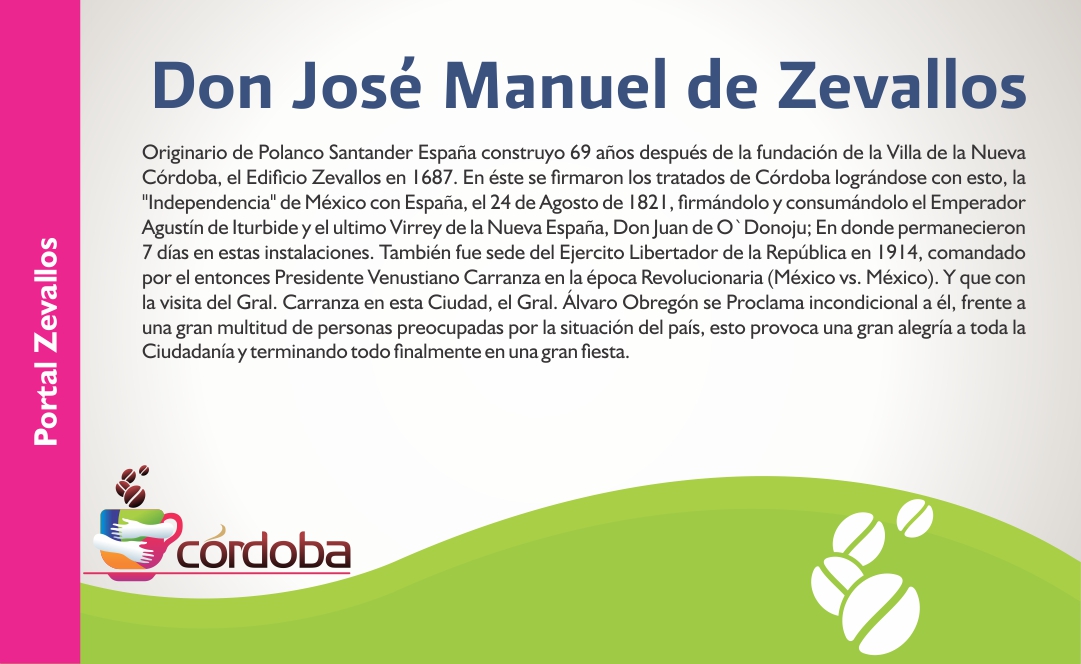 Don José Manuel de Zevallos
Originario de Polanco Santander España construyo 69 años después de la fundación de la Villa de la Nueva
Córdoba, el Edificio Zevallos en 1687. En éste se firmaron los tratados de Córdoba lográndose con esto, la
"Independencia" de México con España, el 24 de Agosto de 1821, firmándolo y consumándolo el Emperador
Agustín de Iturbide y el ultimo Virrey de la Nueva España, Don Juan de O`Donoju; En donde permanecieron
7 días en estas instalaciones. También fue sede del Ejercito Libertador de la República en 1914, comandado
por el entonces Presidente Venustiano Carranza en la época Revolucionaria (México vs. México). Y que con
la visita del Gral. Carranza en esta Ciudad, el Gral. Álvaro Obregón se Proclama incondicional a él, frente a
una gran multitud de personas preocupadas por la situación del país, esto provoca una gran alegría a toda la
Ciudadanía y terminando todo finalmente en una gran fiesta.
Portal Zevallos
córdoba